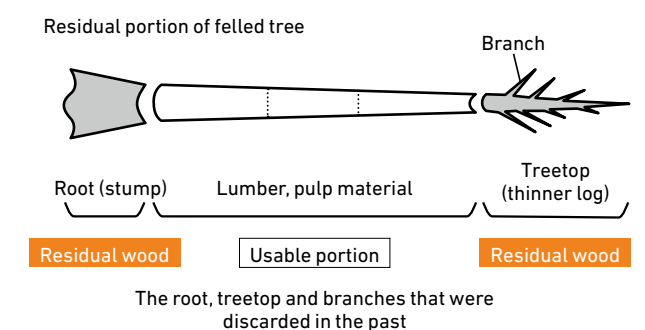 Residual portion of felled tree
Branch
Root (stump)
Lumber, pulp material
Treetop
(thinner log)
Residual wood
Usable portion
Residual wood
The root, treetop and branches that were
discarded in the past